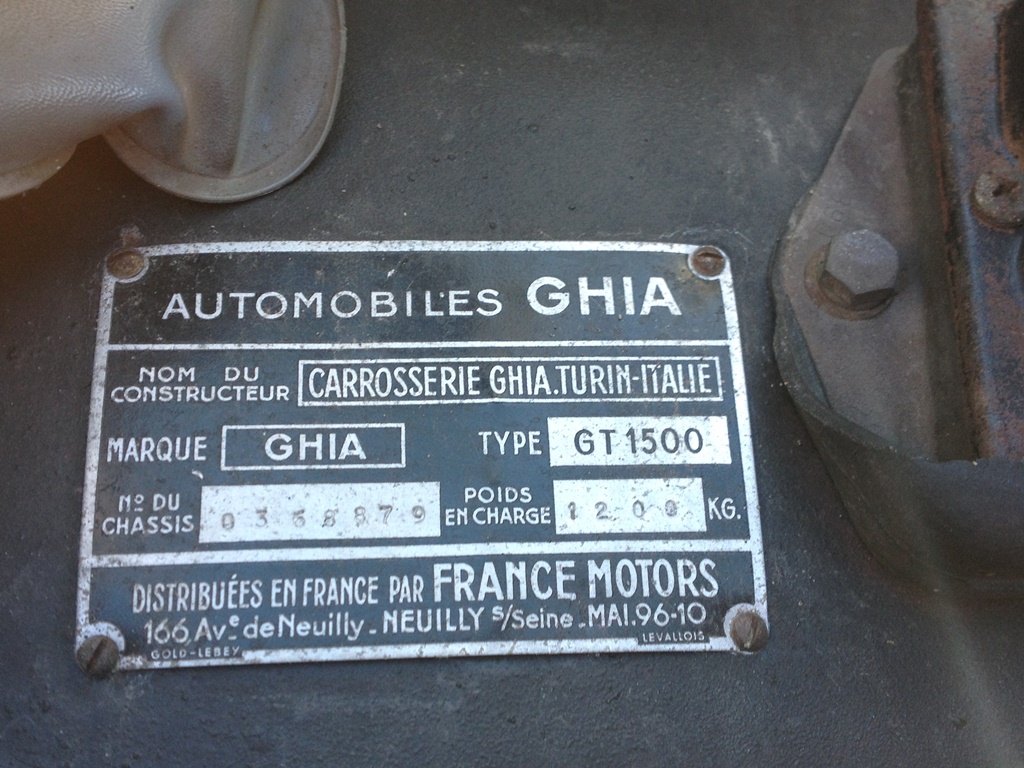 AUTOMOBILES GHIA
NOM DU CONSTRUCTEUR CARROSSERIE GHIA.TURIN-ITALIE
MARQUE GHIA TYPE GT 1500
Nº DU CHASSIS 0368879 POIDS EN CHARGE 1200 KG.
DISTRIBUÉES EN FRANCE PAR FRANCE MOTORS
166, Avᵉ de Neuilly - NEUILLY s/Seine - MAI.96-10
GOLD-LEBEY LEVALLOIS